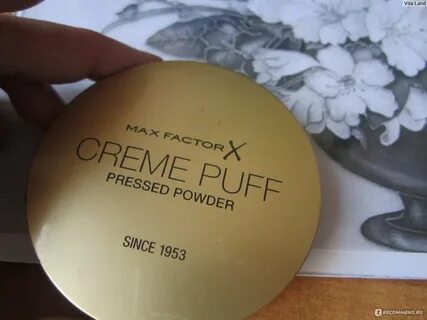 Vita Land
MAX FACTOR X
CREME PUFF
PRESSED POWDER
SINCE 1953
RECOMMEND.RU